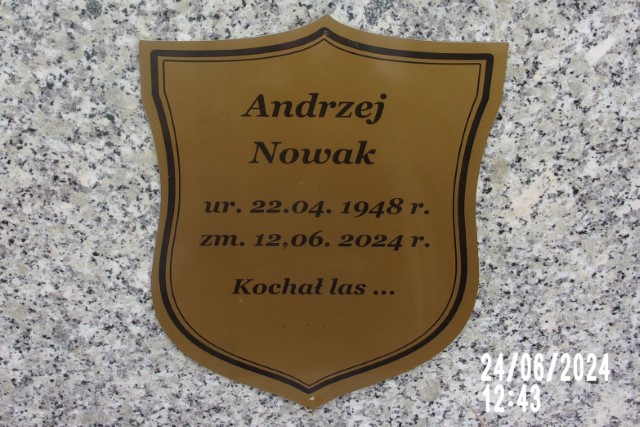 Andrzej
Nowak
ur. 22.04. 1948 r.
zm. 12.06. 2024 r.
Kochał las ...
24/06/2024
12:43